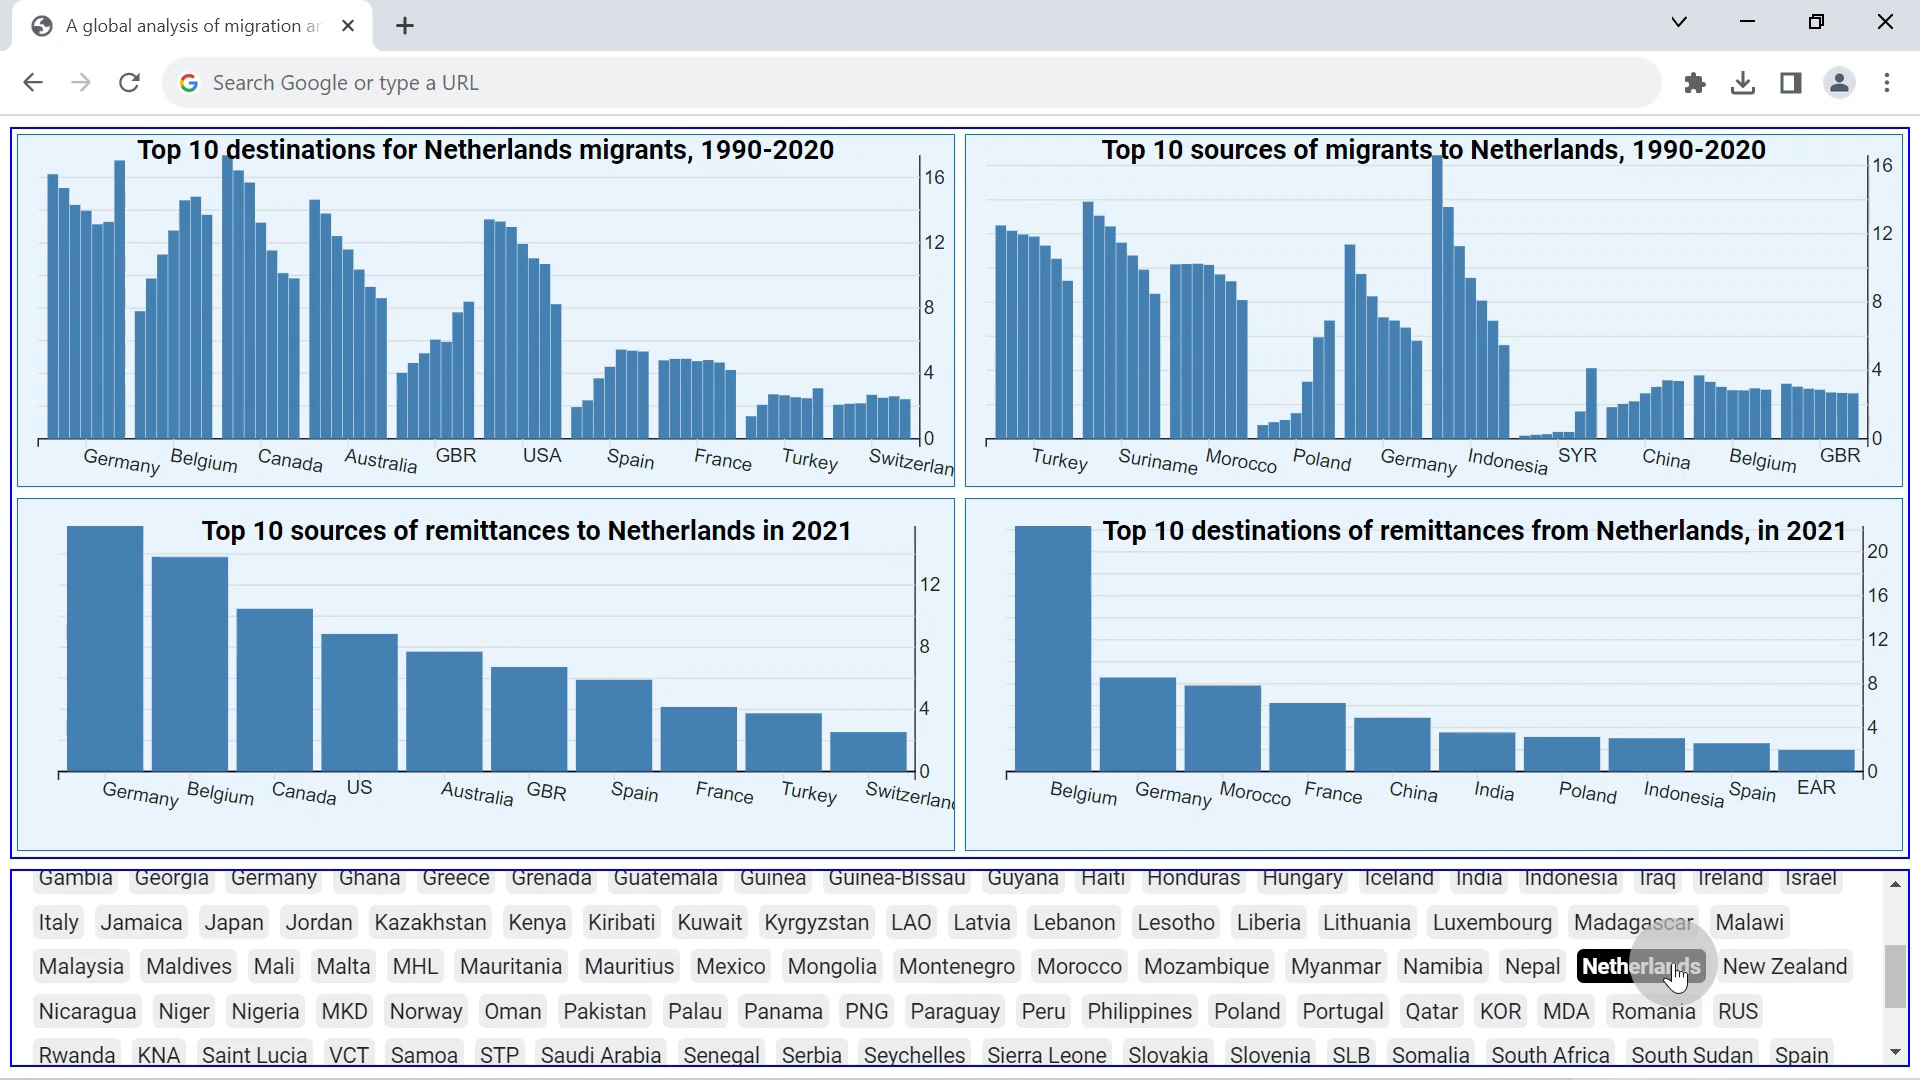 A global analysis of migration ar
Search Google or type a URL
Top 10 destinations for Netherlands migrants, 1990-2020
16
12
8
4
0
Germany Belgium Canada Australia GBR USA Spain France Turkey Switzerlan
Top 10 sources of migrants to Netherlands, 1990-2020
16
12
8
4
0
Turkey Suriname Morocco Poland Germany Indonesia SYR China Belgium GBR
Top 10 sources of remittances to Netherlands in 2021
12
8
4
0
Germany Belgium Canada US Australia GBR Spain France Turkey Switzerland
Top 10 destinations of remittances from Netherlands, in 2021
20
16
12
8
4
0
Belgium Germany Morocco France China India Poland Indonesia Spain EAR
Gambia Georgia Germany Ghana Greece Grenada Guatemala Guinea Guinea-Bissau Guyana Haiti Honduras Hungary Iceland India Indonesia Iraq Ireland Israel
Italy Jamaica Japan Jordan Kazakhstan Kenya Kiribati Kuwait Kyrgyzstan LAO Latvia Lebanon Lesotho Liberia Lithuania Luxembourg Madagascar Malawi
Malaysia Maldives Mali Malta MHL Mauritania Mauritius Mexico Mongolia Montenegro Morocco Mozambique Myanmar Namibia Nepal Netherlands New Zealand
Nicaragua Niger Nigeria MKD Norway Oman Pakistan Palau Panama PNG Paraguay Peru Philippines Poland Portugal Qatar KOR MDA Romania RUS
Rwanda KNA Saint Lucia VCT Samoa STP Saudi Arabia Senegal Serbia Seychelles Sierra Leone Slovakia Slovenia SLB Somalia South Africa South Sudan Spain